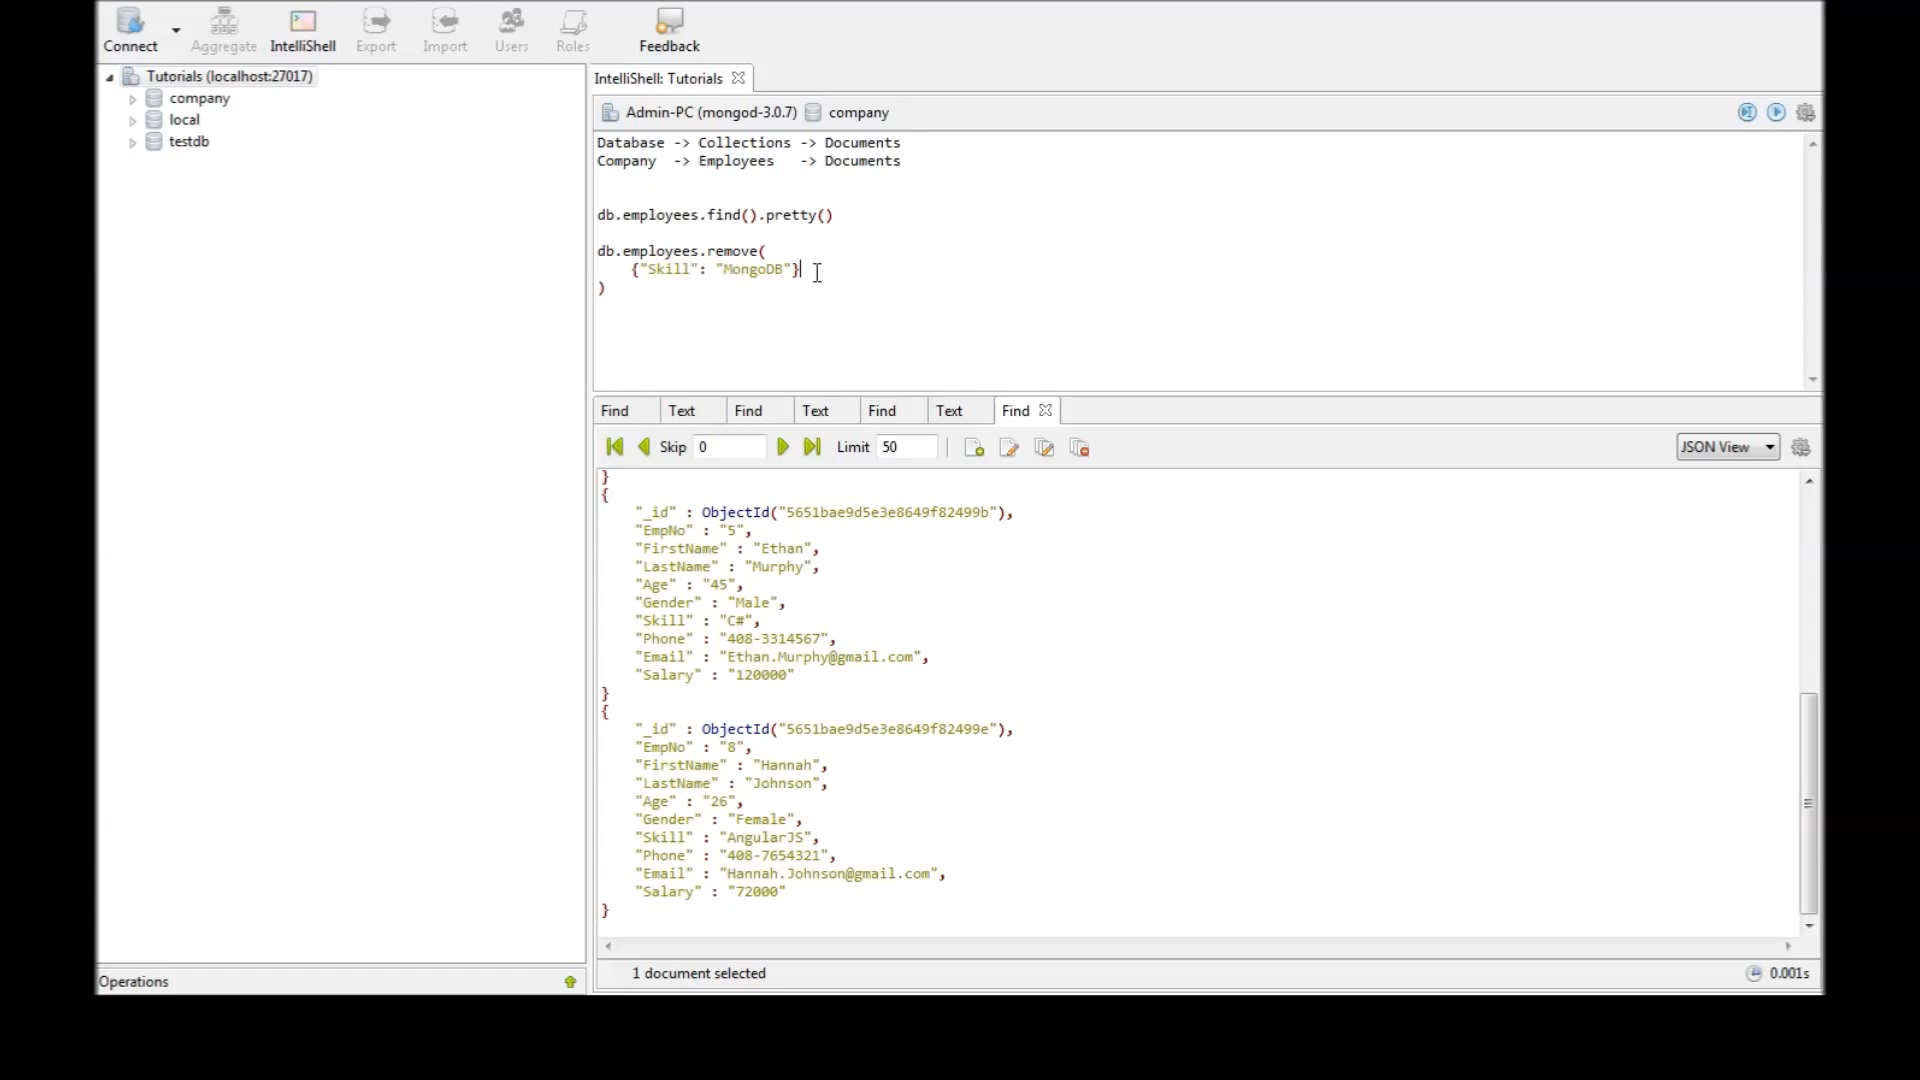 Connect
Aggregate
IntelliShell
Export
Import
Users
Roles
Feedback
Tutorials (localhost:27017)
company
local
testdb
Operations
IntelliShell: Tutorials
Admin-PC (mongod-3.0.7) company
Database -> Collections -> Documents
Company -> Employees -> Documents
db.employees.find().pretty()
db.employees.remove(
{"Skill": "MongoDB"}
)
Find Text Find Text Find Text Find
Skip 0 Limit 50 JSON View
}
{
"_id" : ObjectId("5651bae9d5e3e8649f82499b"),
"EmpNo" : "5",
"FirstName" : "Ethan",
"LastName" : "Murphy",
"Age" : "45",
"Gender" : "Male",
"Skill" : "C#",
"Phone" : "408-3314567",
"Email" : "Ethan.Murphy@gmail.com",
"Salary" : "120000"
}
{
"_id" : ObjectId("5651bae9d5e3e8649f82499e"),
"EmpNo" : "8",
"FirstName" : "Hannah",
"LastName" : "Johnson",
"Age" : "26",
"Gender" : "Female",
"Skill" : "AngularJS",
"Phone" : "408-7654321",
"Email" : "Hannah.Johnson@gmail.com",
"Salary" : "72000"
}
1 document selected
0.001s